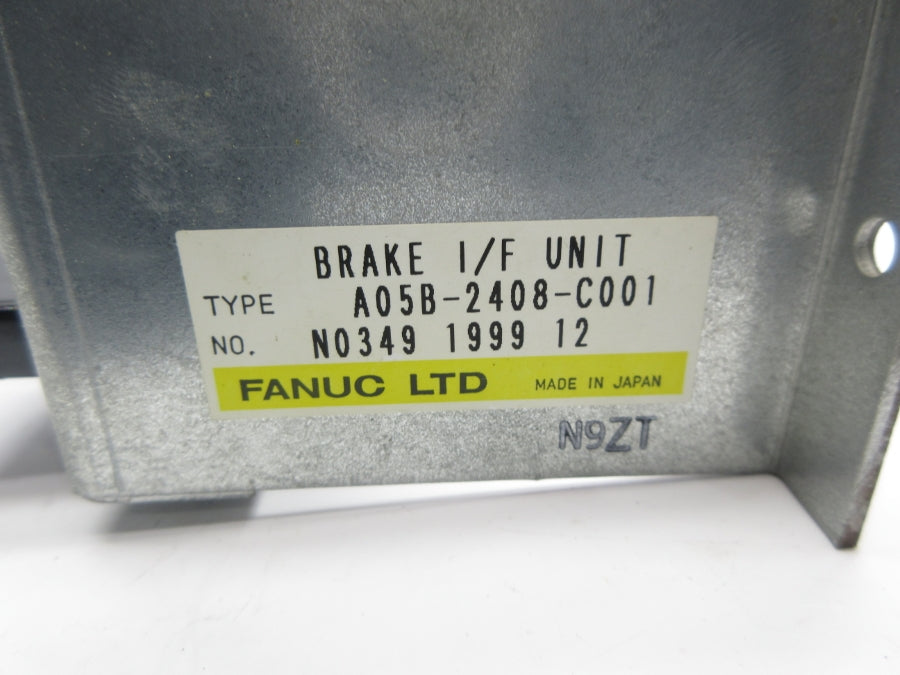 BRAKE I/F UNIT
TYPE A05B-2408-C001
NO. N0349 1999 12
FANUC LTD MADE IN JAPAN
N9ZT